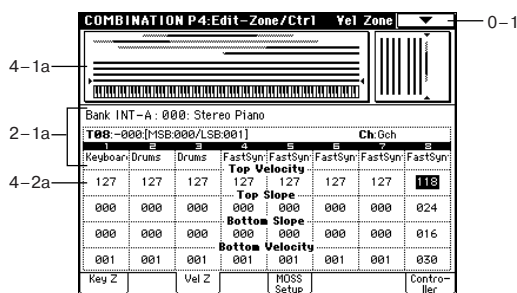 COMBINATION P4:Edit-Zone/Ctrl Vel Zone
0-1
4-1a
Bank INT-A: 000: Stereo Piano
2-1a
T08:-000:[MSB:000/LSB:001] Ch:Gch
1 2 3 4 5 6 7 8
Keyboar Drums Drums FastSyn FastSyn FastSyn FastSyn FastSyn
Top Velocity
4-2a
127 127 127 127 127 127 127 118
Top Slope
000 000 000 000 000 000 000 024
Bottom Slope
000 000 000 000 000 000 000 016
Bottom Velocity
001 001 001 001 001 001 001 030
Key Z Vel Z MOSS Setup Contro-ller